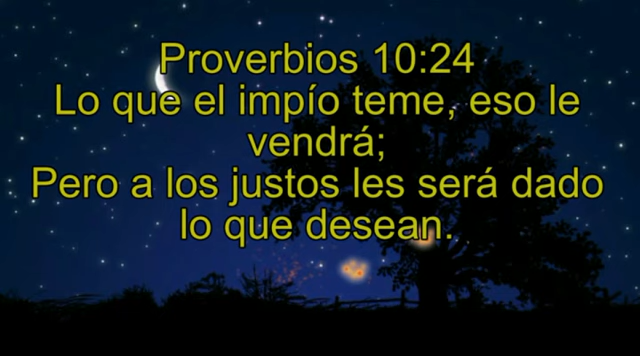 Proverbios 10:24
Lo que el impío teme, eso le
vendrá;
Pero a los justos les será dado
lo que desean.